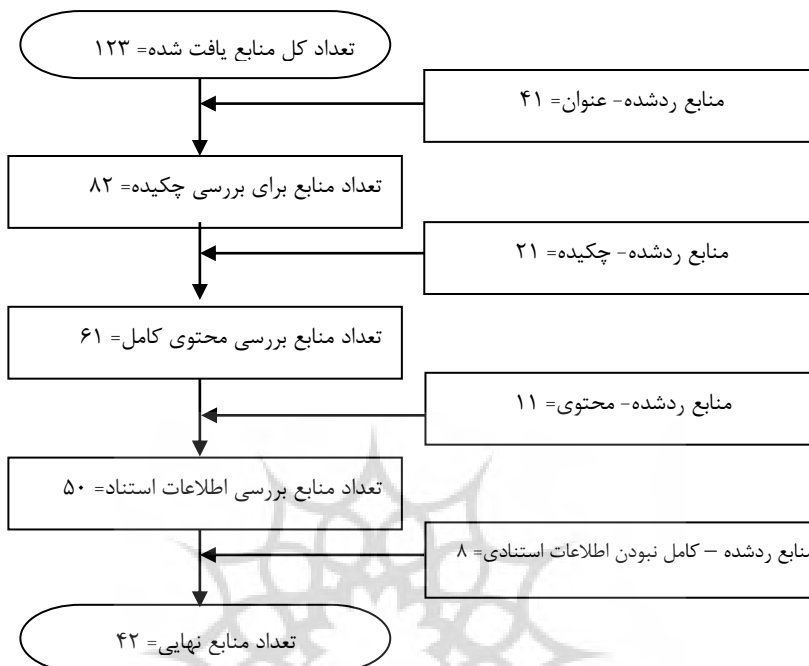 تعداد کل منابع یافت شده= ۱۲۳
منابع ردشده- عنوان= ۴۱
تعداد منابع برای بررسی چکیده= ۸۲
منابع ردشده- چکیده= ۲۱
تعداد منابع بررسی محتوی کامل= ۶۱
منابع ردشده- محتوی= ۱۱
تعداد منابع بررسی اطلاعات استناد= ۵۰
منابع ردشده – کامل نبودن اطلاعات استنادی= ۸
تعداد منابع نهایی= ۴۲